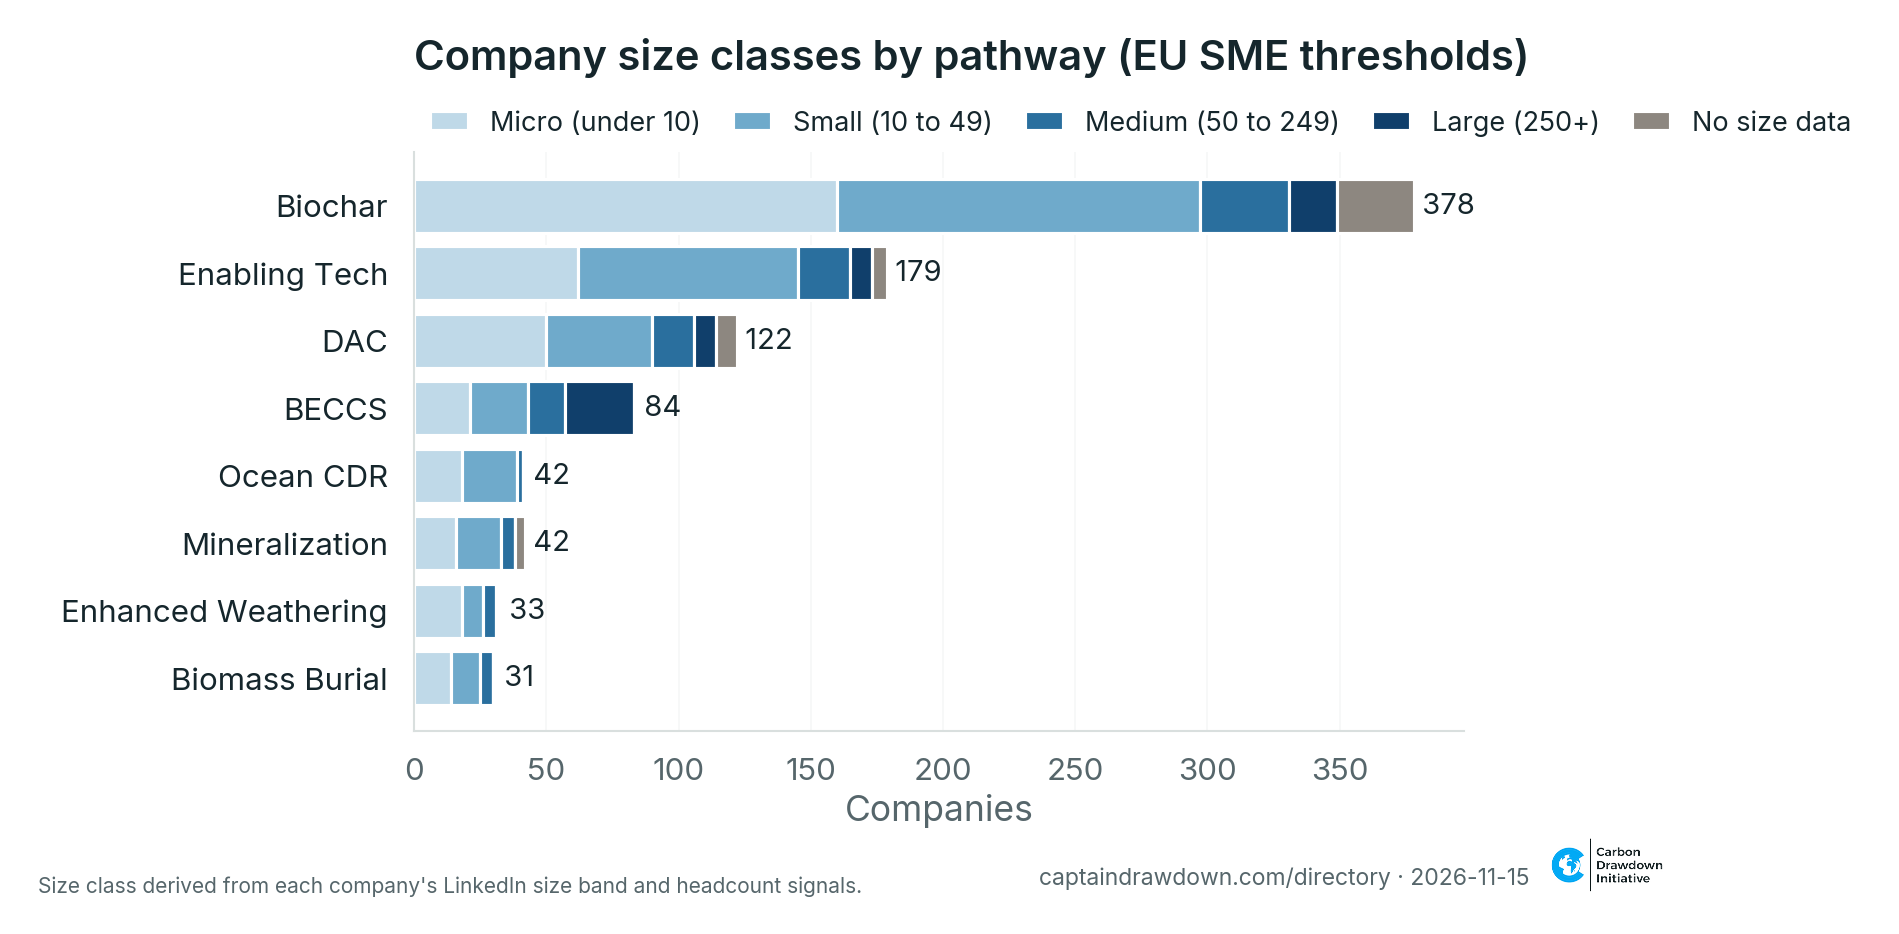 Company size classes by pathway (EU SME thresholds)
Micro (under 10) Small (10 to 49) Medium (50 to 249) Large (250+) No size data
Biochar 378
Enabling Tech 179
DAC 122
BECCS 84
Ocean CDR 42
Mineralization 42
Enhanced Weathering 33
Biomass Burial 31
0 50 100 150 200 250 300 350
Companies
Size class derived from each company's LinkedIn size band and headcount signals.
captaindrawdown.com/directory · 2026-11-15
Carbon
Drawdown
Initiative